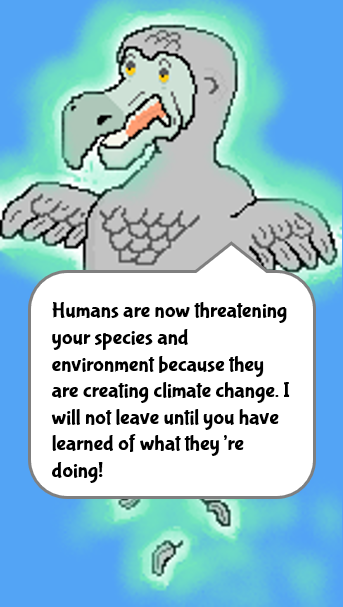 Humans are now threatening
your species and
environment because they
are creating climate change. I
will not leave until you have
learned of what they 're
doing!